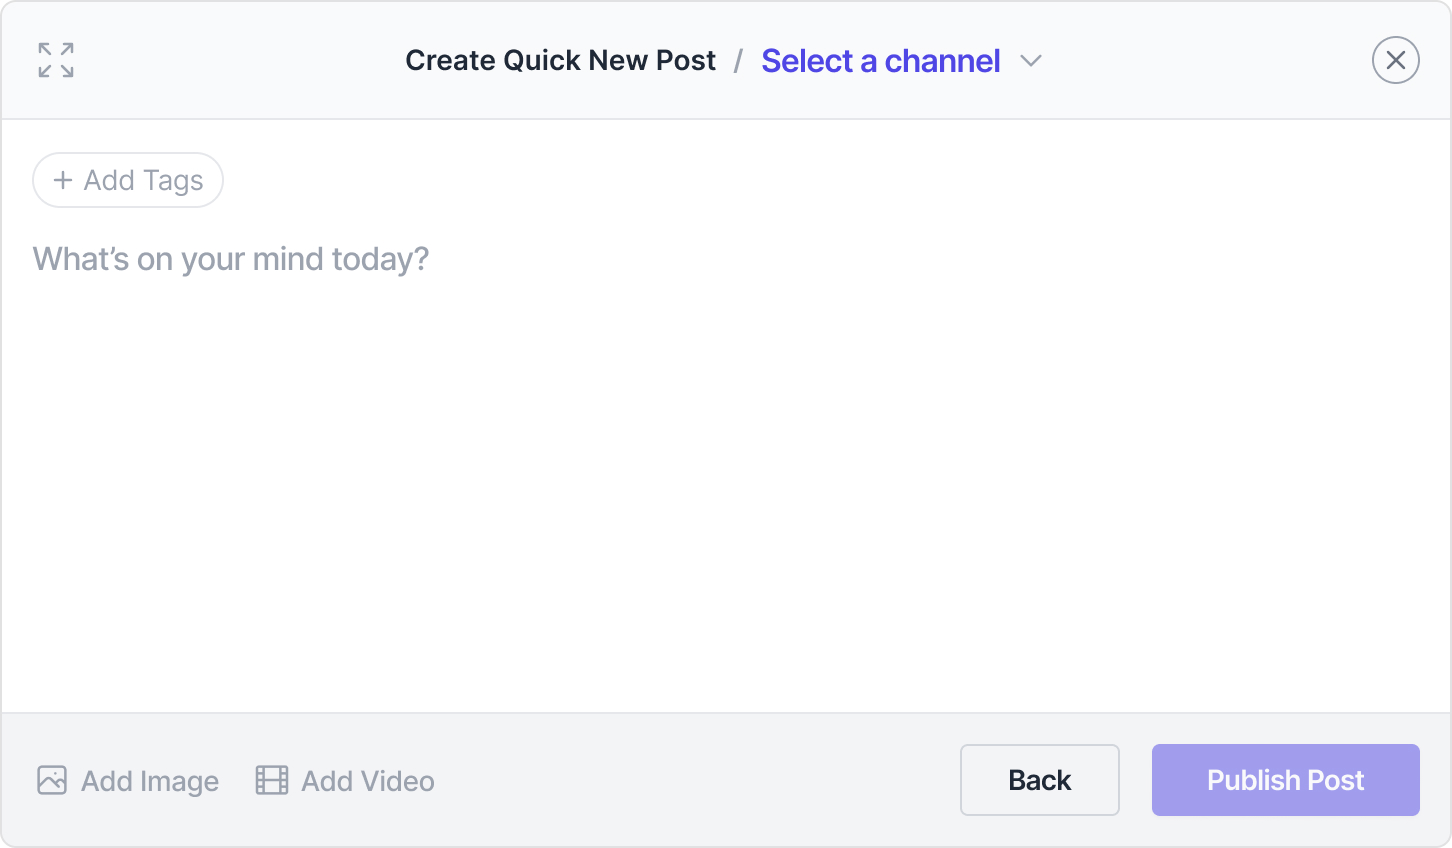 Create Quick New Post / Select a channel
+ Add Tags
What’s on your mind today?
Add Image Add Video Back Publish Post